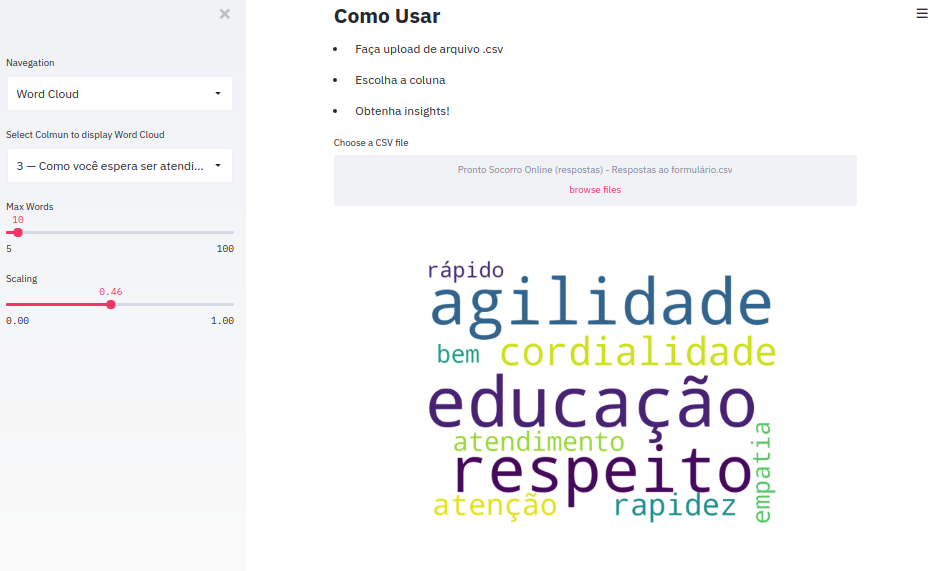 Navegation
Word Cloud
Select Colmun to display Word Cloud
3 — Como você espera ser atendi...
Max Words
10
5 100
Scaling
0.46
0.00 1.00
Como Usar
Faça upload de arquivo .csv
Escolha a coluna
Obtenha insights!
Choose a CSV file
Pronto Socorro Online (respostas) - Respostas ao formulário.csv
browse files
rápido
agilidade
bem cordialidade
educação
atendimento
respeito
empatia
atenção rapidez